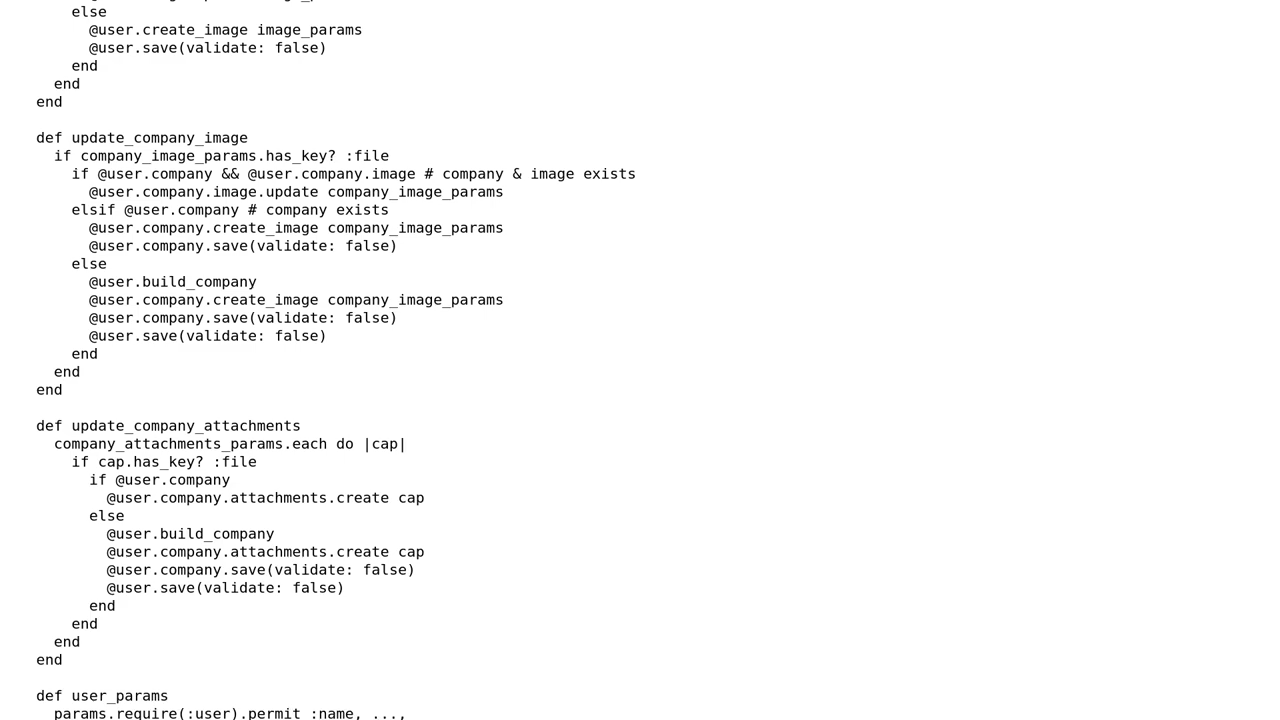 else
@user.create_image image_params
@user.save(validate: false)
end
end
end
def update_company_image
if company_image_params.has_key? :file
if @user.company && @user.company.image # company & image exists
@user.company.image.update company_image_params
elsif @user.company # company exists
@user.company.create_image company_image_params
@user.company.save(validate: false)
else
@user.build_company
@user.company.create_image company_image_params
@user.company.save(validate: false)
@user.save(validate: false)
end
end
end
def update_company_attachments
company_attachments_params.each do |cap|
if cap.has_key? :file
if @user.company
@user.company.attachments.create cap
else
@user.build_company
@user.company.attachments.create cap
@user.company.save(validate: false)
@user.save(validate: false)
end
end
end
end
def user_params
params.require(:user).permit :name, ...,